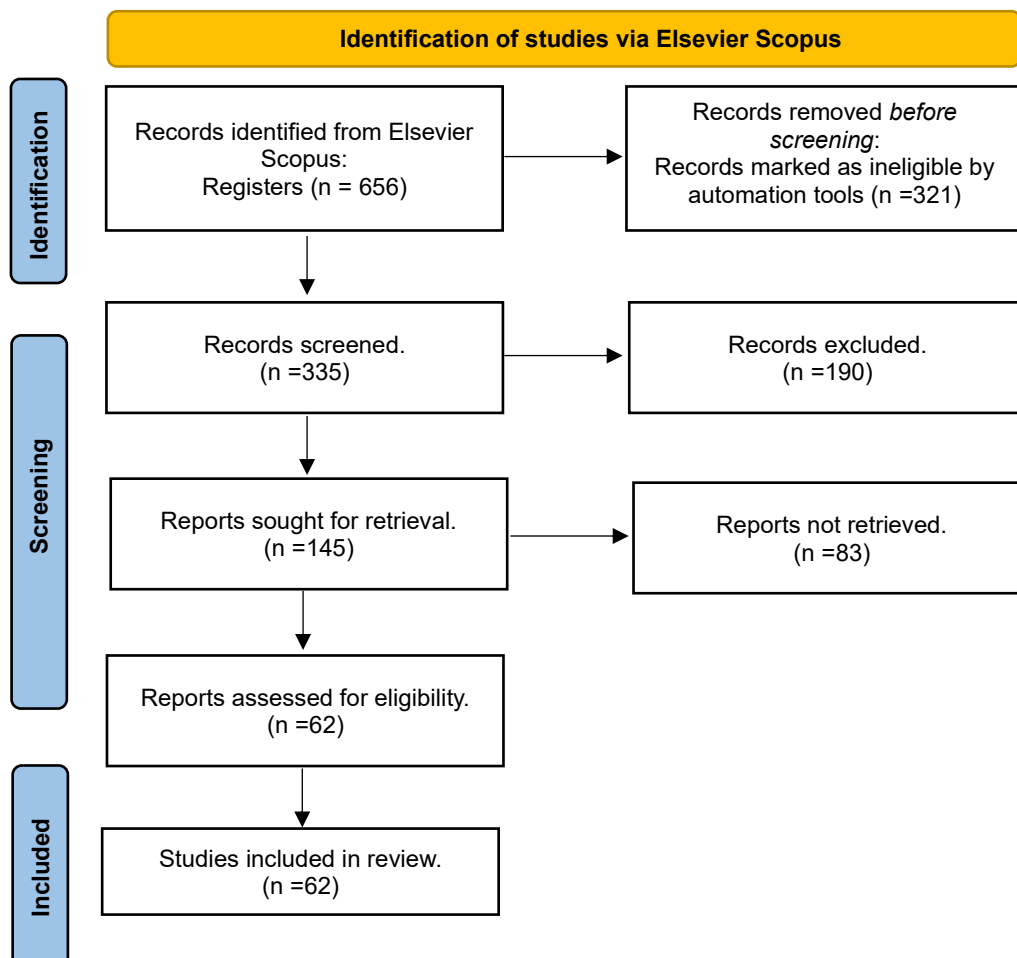 Identification of studies via Elsevier Scopus
Identification
Records identified from Elsevier
Scopus:
Registers (n = 656)
Records removed before
screening:
Records marked as ineligible by
automation tools (n =321)
Screening
Records screened.
(n =335)
Records excluded.
(n =190)
Reports sought for retrieval.
(n =145)
Reports not retrieved.
(n =83)
Reports assessed for eligibility.
(n =62)
Included
Studies included in review.
(n =62)